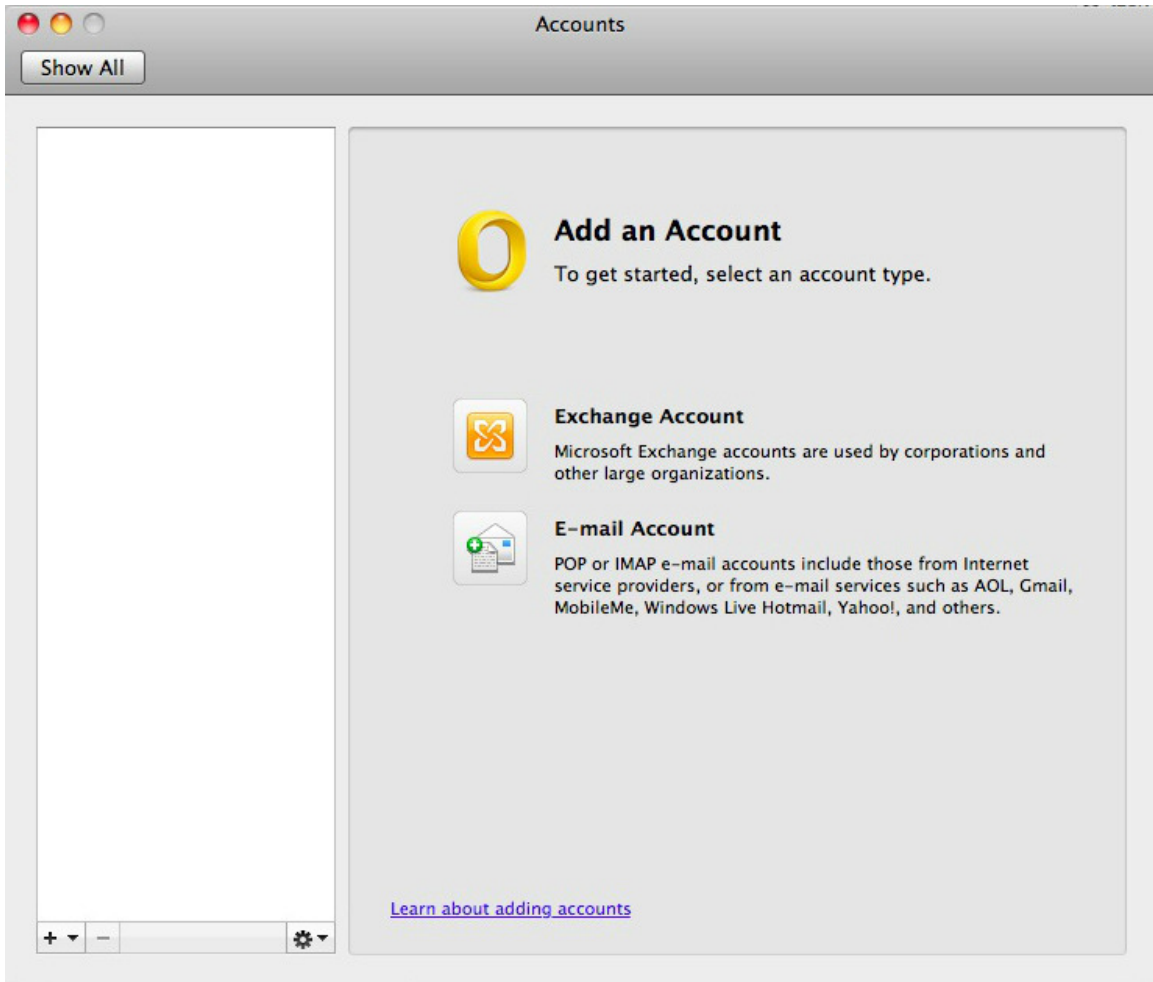 Accounts
Show All
Add an Account
To get started, select an account type.
Exchange Account
Microsoft Exchange accounts are used by corporations and
other large organizations.
E-mail Account
POP or IMAP e-mail accounts include those from Internet
service providers, or from e-mail services such as AOL, Gmail,
MobileMe, Windows Live Hotmail, Yahoo!, and others.
Learn about adding accounts